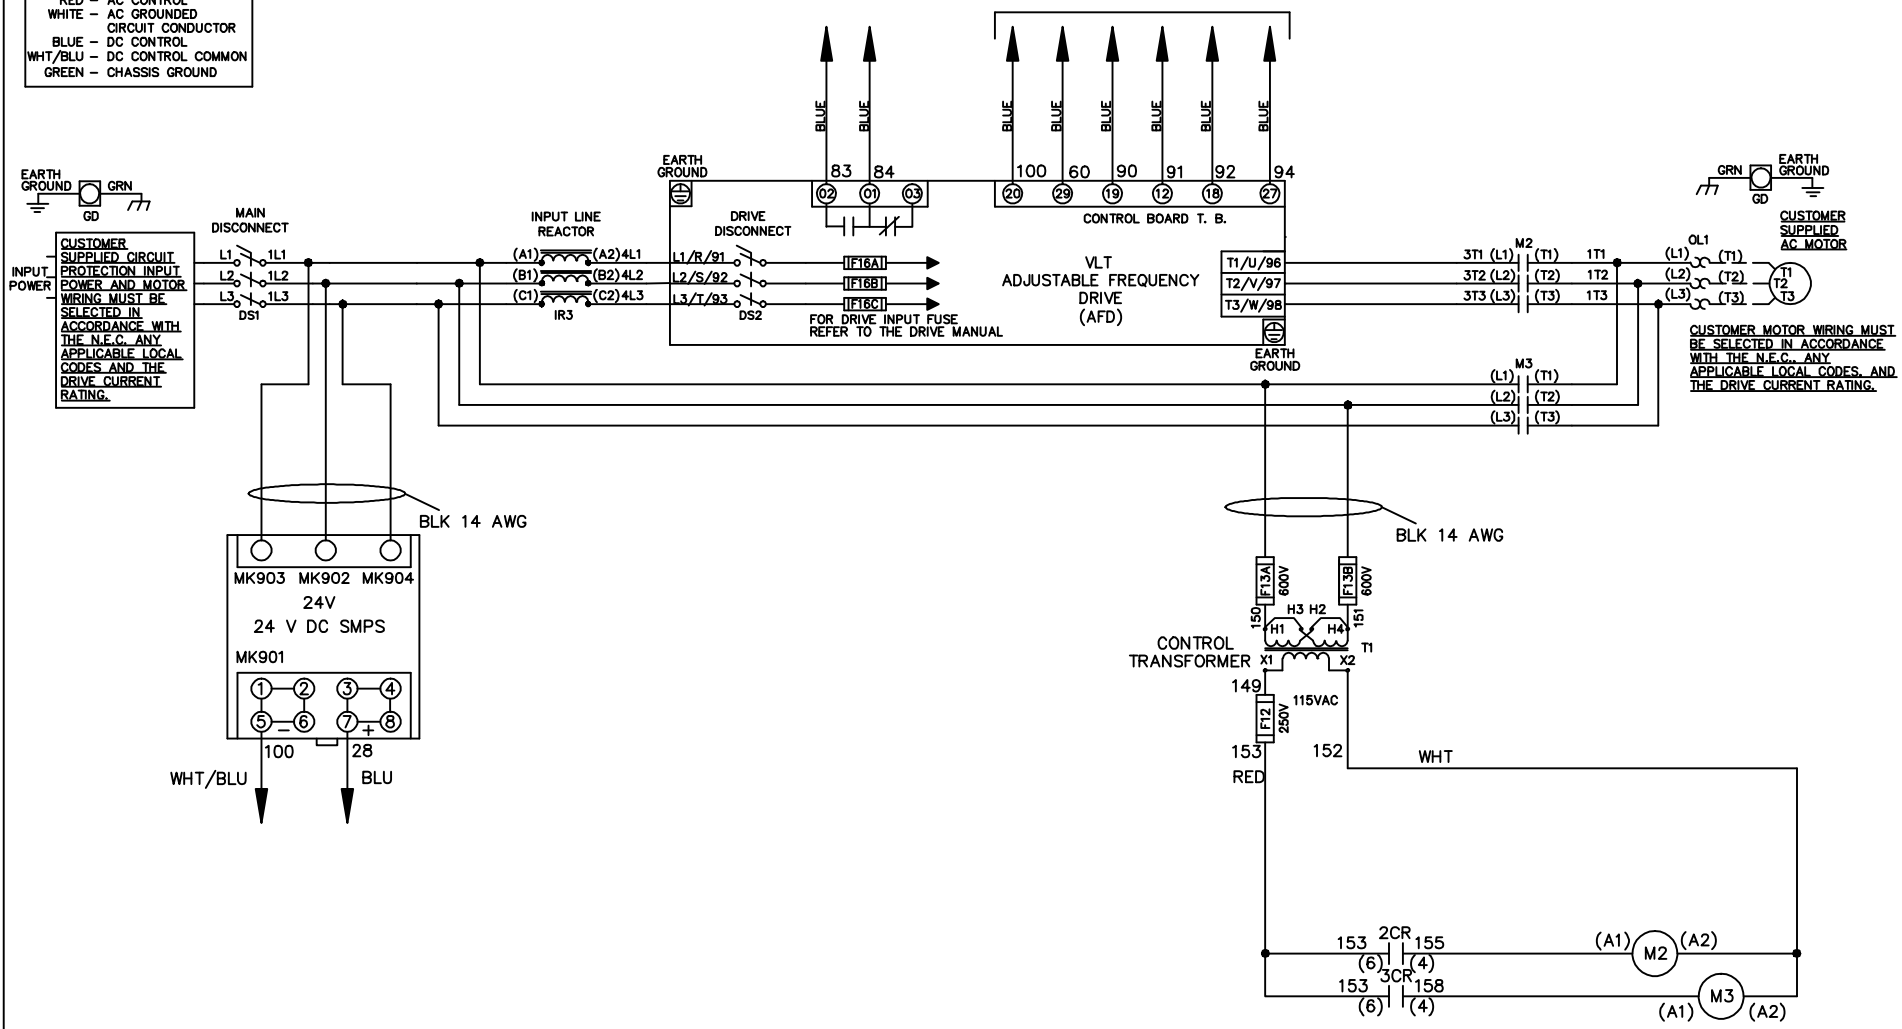 RED – AC CONTROL
WHITE – AC GROUNDED
CIRCUIT CONDUCTOR
BLUE – DC CONTROL
WHT/BLU – DC CONTROL COMMON
GREEN – CHASSIS GROUND
BLUE
BLUE
BLUE
BLUE
BLUE
BLUE
BLUE
BLUE
83
84
100
60
90
91
92
94
02
01
03
20
29
19
12
18
27
CONTROL BOARD T. B.
EARTH
GROUND
GRN
GD
EARTH
GROUND
GRN
EARTH
GROUND
GD
CUSTOMER
SUPPLIED
AC MOTOR
INPUT
POWER
CUSTOMER
SUPPLIED CIRCUIT
PROTECTION INPUT
POWER AND MOTOR
WIRING MUST BE
SELECTED IN
ACCORDANCE WITH
THE N.E.C. ANY
APPLICABLE LOCAL
CODES AND THE
DRIVE CURRENT
RATING.
MAIN
DISCONNECT
L1 1L1
L2 1L2
L3 1L3
DS1
INPUT LINE
REACTOR
(A1) (A2) 4L1
(B1) (B2) 4L2
(C1) (C2) 4L3
IR3
L1/R/91
L2/S/92
L3/T/93
DRIVE
DISCONNECT
DS2
F16A
F16B
F16C
FOR DRIVE INPUT FUSE
REFER TO THE DRIVE MANUAL
VLT
ADJUSTABLE FREQUENCY
DRIVE
(AFD)
T1/U/96
T2/V/97
T3/W/98
EARTH
GROUND
M2
3T1 (L1) (T1) 1T1
3T2 (L2) (T2) 1T2
3T3 (L3) (T3) 1T3
OL1
(L1) (T1)
(L2) (T2)
(L3) (T3)
T1
T2
T3
CUSTOMER MOTOR WIRING MUST
BE SELECTED IN ACCORDANCE
WITH THE N.E.C., ANY
APPLICABLE LOCAL CODES, AND
THE DRIVE CURRENT RATING.
M3
(L1) (T1)
(L2) (T2)
(L3) (T3)
BLK 14 AWG
MK903 MK902 MK904
24V
24 V DC SMPS
MK901
1 2 3 4
5 6 7 8
– +
100
28
WHT/BLU
BLU
BLK 14 AWG
F13A
600V
F13B
600V
150
151
H3 H2
H1
H4
T1
CONTROL
TRANSFORMER
X1
X2
149
115VAC
F12
250V
153
152
RED
WHT
2CR
153 155
(6) (4)
(A1) M2 (A2)
3CR
153 158
(6) (4)
(A1) M3 (A2)